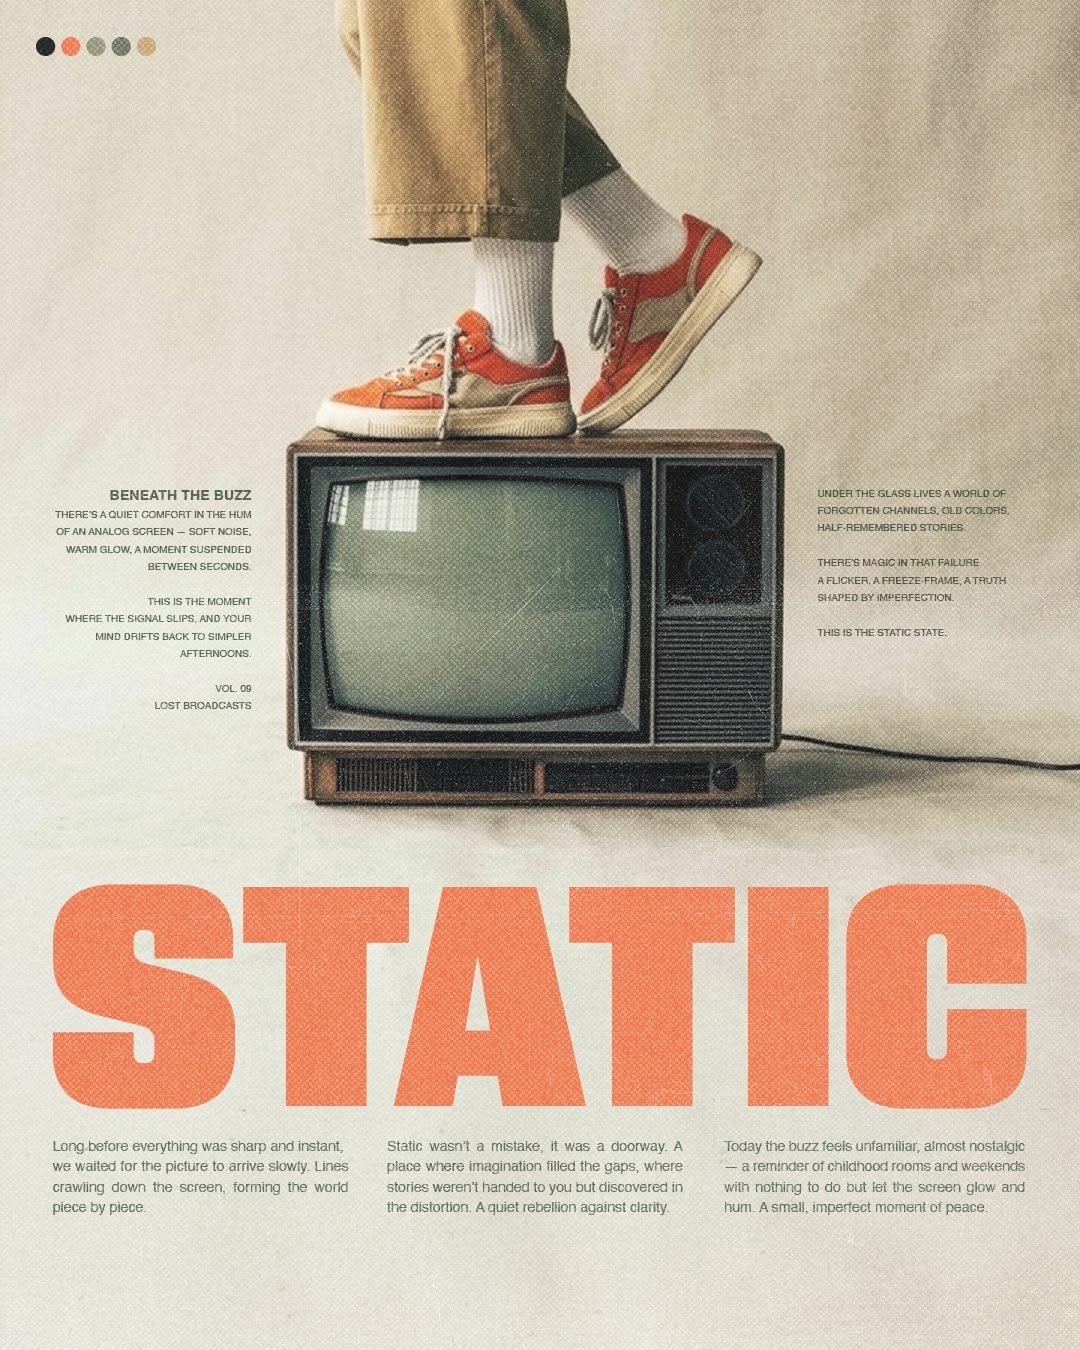 BENEATH THE BUZZ
THERE'S A QUIET COMFORT IN THE HUM
OF AN ANALOG SCREEN — SOFT NOISE,
WARM GLOW, A MOMENT SUSPENDED
BETWEEN SECONDS.
THIS IS THE MOMENT
WHERE THE SIGNAL SLIPS, AND YOUR
MIND DRIFTS BACK TO SIMPLER
AFTERNOONS.
VOL. 09
LOST BROADCASTS
UNDER THE GLASS LIVES A WORLD OF
FORGOTTEN CHANNELS, OLD COLORS,
HALF-REMEMBERED STORIES.
THERE'S MAGIC IN THAT FAILURE
A FLICKER, A FREEZE-FRAME, A TRUTH
SHAPED BY IMPERFECTION.
THIS IS THE STATIC STATE.
STATIC
Long before everything was sharp and instant,
we waited for the picture to arrive slowly. Lines
crawling down the screen, forming the world
piece by piece.
Static wasn't a mistake, it was a doorway. A
place where imagination filled the gaps, where
stories weren't handed to you but discovered in
the distortion. A quiet rebellion against clarity.
Today the buzz feels unfamiliar, almost nostalgic
— a reminder of childhood rooms and weekends
with nothing to do but let the screen glow and
hum. A small, imperfect moment of peace.